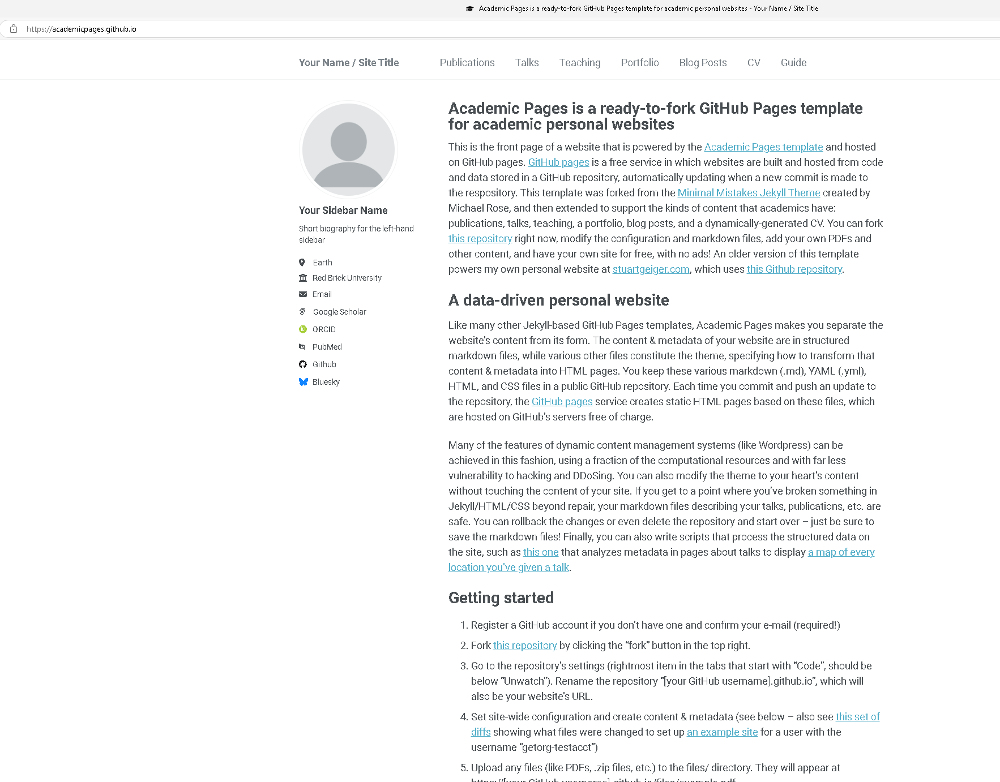 Academic Pages is a ready-to-fork GitHub Pages template for academic personal websites - Your Name / Site Title
https://academicpages.github.io
Your Name / Site Title Publications Talks Teaching Portfolio Blog Posts CV Guide
Your Sidebar Name
Short biography for the left-hand
sidebar
Earth
Red Brick University
Email
Google Scholar
ORCID
PubMed
Github
Bluesky
Academic Pages is a ready-to-fork GitHub Pages template
for academic personal websites
This is the front page of a website that is powered by the Academic Pages template and hosted
on GitHub pages. GitHub pages is a free service in which websites are built and hosted from code
and data stored in a GitHub repository, automatically updating when a new commit is made to
the respository. This template was forked from the Minimal Mistakes Jekyll Theme created by
Michael Rose, and then extended to support the kinds of content that academics have:
publications, talks, teaching, a portfolio, blog posts, and a dynamically-generated CV. You can fork
this repository right now, modify the configuration and markdown files, add your own PDFs and
other content, and have your own site for free, with no ads! An older version of this template
powers my own personal website at stuartgeiger.com, which uses this Github repository.
A data-driven personal website
Like many other Jekyll-based GitHub Pages templates, Academic Pages makes you separate the
website's content from its form. The content & metadata of your website are in structured
markdown files, while various other files constitute the theme, specifying how to transform that
content & metadata into HTML pages. You keep these various markdown (.md), YAML (.yml),
HTML, and CSS files in a public GitHub repository. Each time you commit and push an update to
the repository, the GitHub pages service creates static HTML pages based on these files, which
are hosted on GitHub's servers free of charge.
Many of the features of dynamic content management systems (like Wordpress) can be
achieved in this fashion, using a fraction of the computational resources and with far less
vulnerability to hacking and DDoSing. You can also modify the theme to your heart's content
without touching the content of your site. If you get to a point where you've broken something in
Jekyll/HTML/CSS beyond repair, your markdown files describing your talks, publications, etc. are
safe. You can rollback the changes or even delete the repository and start over – just be sure to
save the markdown files! Finally, you can also write scripts that process the structured data on
the site, such as this one that analyzes metadata in pages about talks to display a map of every
location you've given a talk.
Getting started
1. Register a GitHub account if you don't have one and confirm your e-mail (required!)
2. Fork this repository by clicking the “fork” button in the top right.
3. Go to the repository's settings (rightmost item in the tabs that start with “Code”, should be
below “Unwatch”). Rename the repository “[your GitHub username].github.io”, which will
also be your website's URL.
4. Set site-wide configuration and create content & metadata (see below – also see this set of
diffs showing what files were changed to set up an example site for a user with the
username “getorg-testacct”)
5. Upload any files (like PDFs, .zip files, etc.) to the files/ directory. They will appear at
https://[your GitHub username].github.io/files/example.pdf.